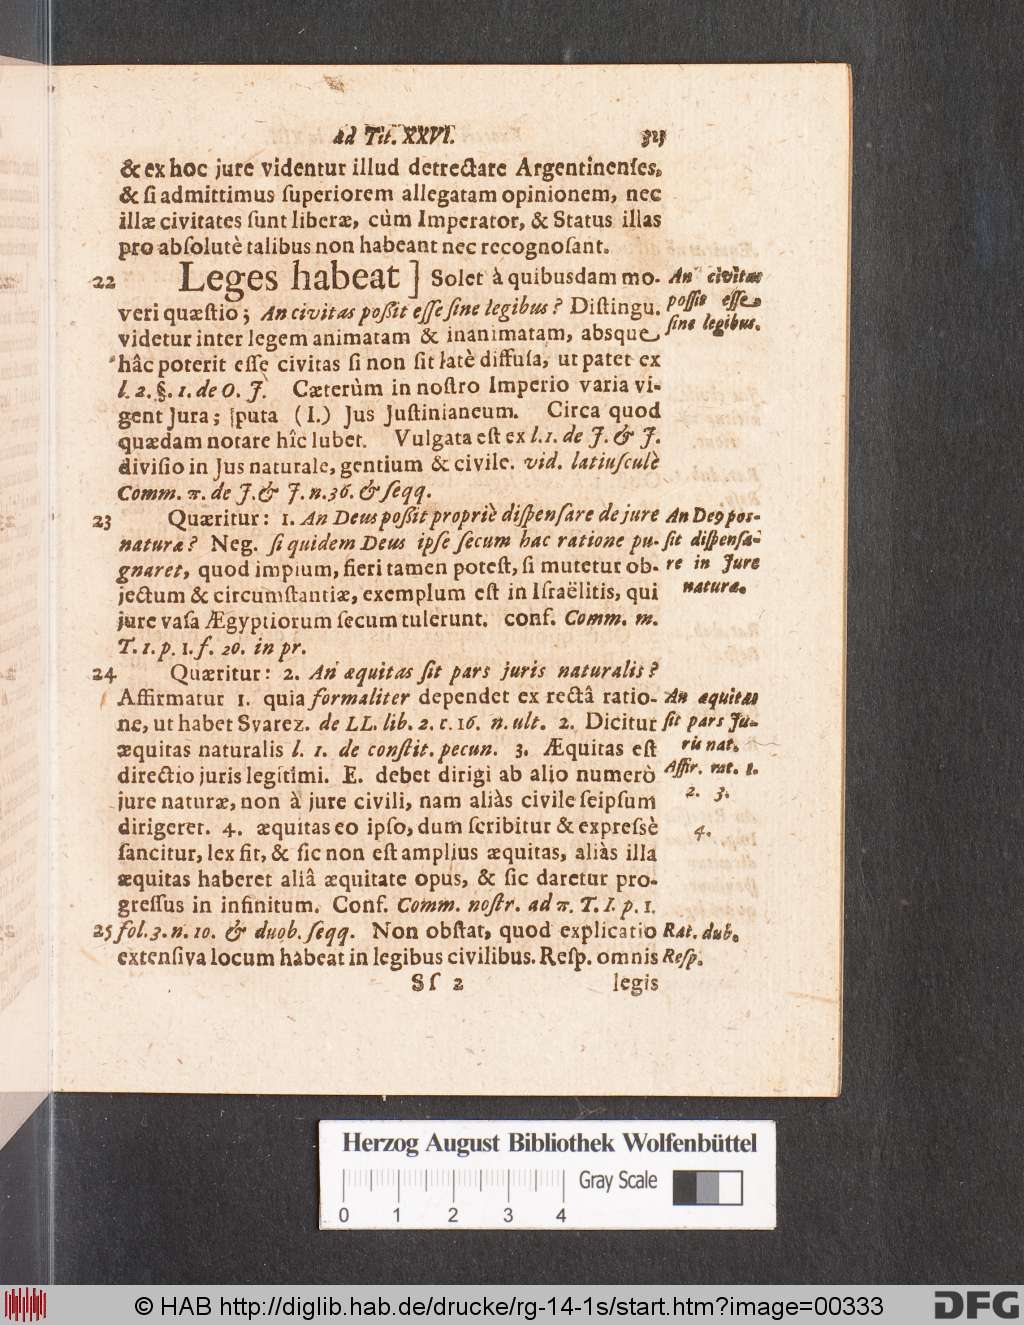 ad Tit. XXVI. 323
& ex hoc jure videntur illud detrectare Argentinenſes,
& ſi admittimus ſuperiorem allegatam opinionem, nec
illæ civitates ſunt liberæ, cùm Imperator, & Status illas
pro abſolutè talibus non habeant nec recognoſant.
22 Leges habeat ] Solet à quibusdam mo-
veri quæſtio; An civitas poßit eſſe ſine legibus? Diſtingu.
videtur inter legem animatam & inanimatam, absque
hâc poterit eſſe civitas ſi non ſit latè diffuſa, ut patet ex
l. 2. §. 1. de O. J. Cæterùm in noſtro Imperio varia vi-
gent Jura; puta (I.) Jus Juſtinianeum. Circa quod
quædam notare hîc lubet. Vulgata eſt ex l. 1. de J. & J.
diviſio in Jus naturale, gentium & civile. vid. latiuſculè
Comm. π. de J. & J. n. 36. & ſeqq.
An civitas
poſſit eſſe
ſine legibus.
23 Quæritur: 1. An Deus poßit propriè diſpenſare de jure
naturæ? Neg. ſi quidem Deus ipſe ſecum hac ratione pu-
gnaret, quod impium, fieri tamen poteſt, ſi mutetur ob-
jectum & circumſtantiæ, exemplum eſt in Iſraëlitis, qui
jure vaſa Ægyptiorum ſecum tulerunt. conf. Comm. m.
T. 1. p. 1. f. 20. in pr.
An De9 poſ-
ſit diſpenſa-
re in Jure
naturæ.
24 Quæritur: 2. An æquitas ſit pars juris naturalis?
Affirmatur 1. quia formaliter dependet ex rectâ ratio-
ne, ut habet Svarez. de LL. lib. 2. c. 16. n. ult. 2. Dicitur
æquitas naturalis l. 1. de conſtit. pecun. 3. Æquitas eſt
directio juris legitimi. E. debet dirigi ab alio numerò
jure naturæ, non à jure civili, nam aliàs civile ſeipſum
dirigeret. 4. æquitas eo ipſo, dum ſcribitur & expreſsè
ſancitur, lex fit, & ſic non eſt amplius æquitas, aliàs illa
æquitas haberet aliâ æquitate opus, & ſic daretur pro-
greſſus in infinitum. Conf. Comm. noſtr. ad π. T. I. p. 1.
25 fol. 3. n. 10. & duob. ſeqq. Non obſtat, quod explicatio
extenſiva locum habeat in legibus civilibus. Reſp. omnis
An æquitas
ſit pars Ju-
ris nat.
Affir. rat. 1.
2. 3.
4.
Rat. dub.
Reſp.
Sſ 2 legis
Herzog August Bibliothek Wolfenbüttel
Gray Scale
0 1 2 3 4
© HAB http://diglib.hab.de/drucke/rg-14-1s/start.htm?image=00333
DFG